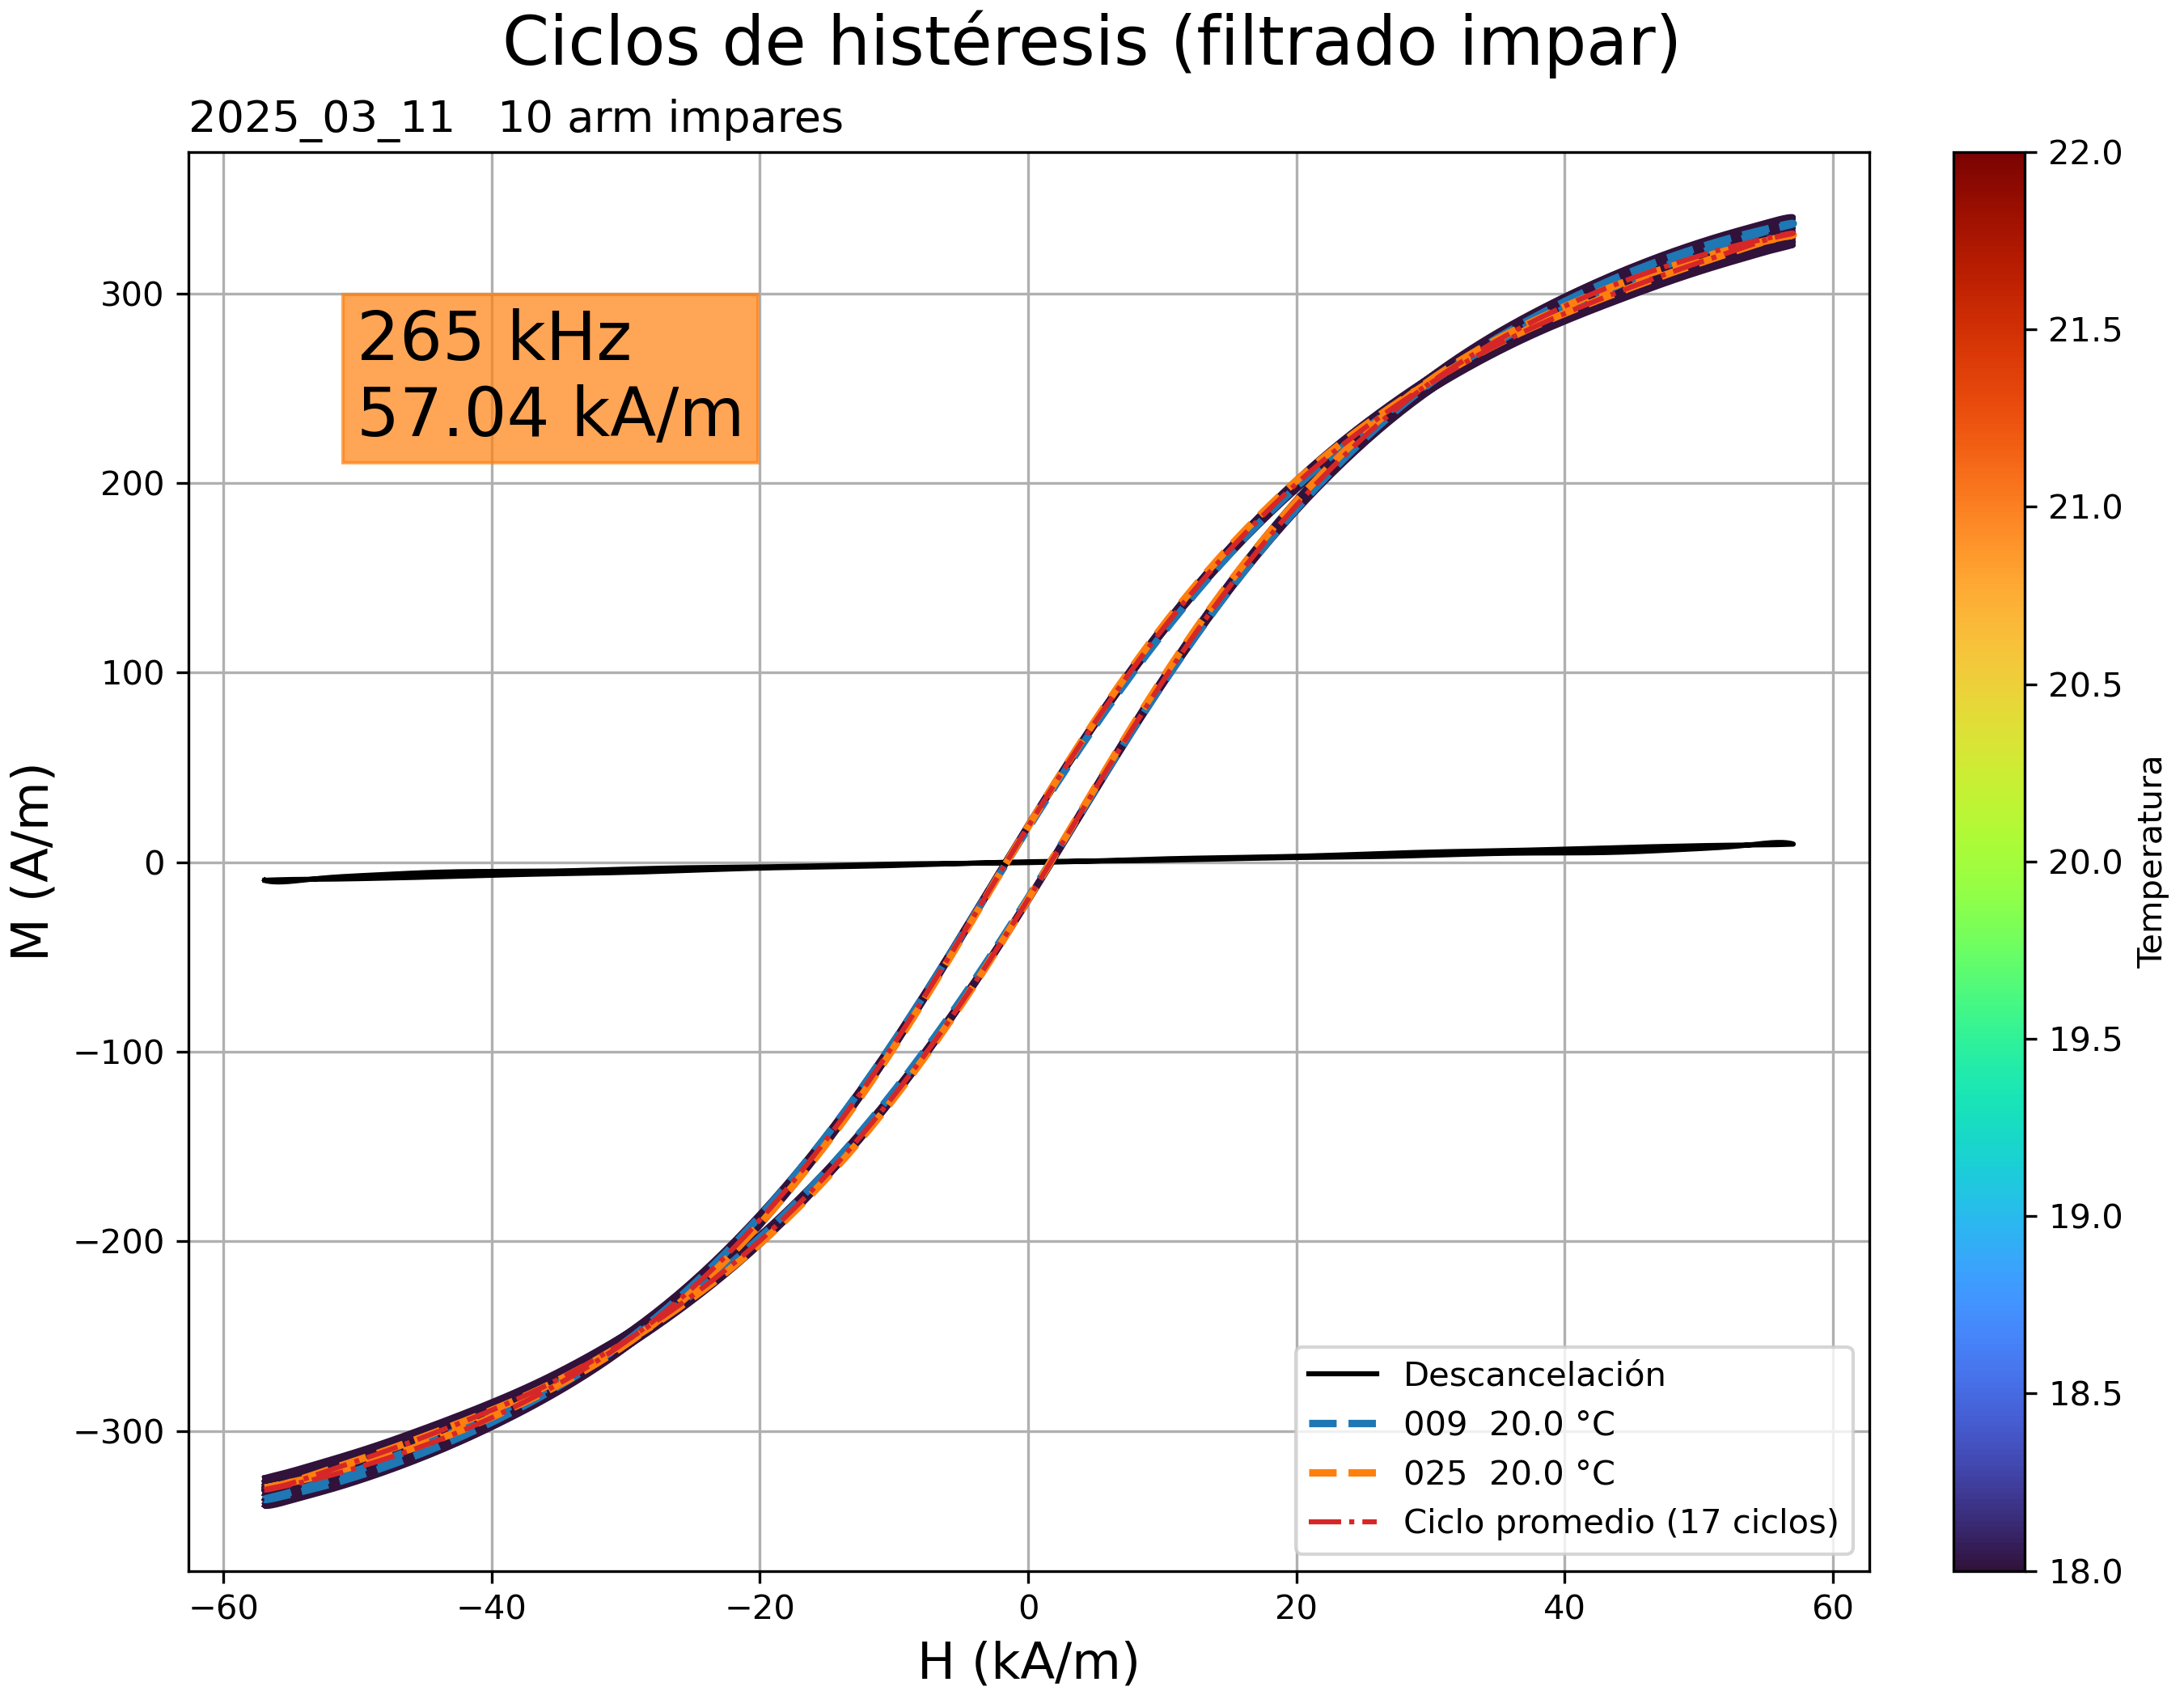 Ciclos de histéresis (filtrado impar)
2025_03_11   10 arm impares
265 kHz
57.04 kA/m
M (A/m)
300
200
100
0
−100
−200
−300
−60
−40
−20
0
20
40
60
H (kA/m)
Descancelación
009  20.0 °C
025  20.0 °C
Ciclo promedio (17 ciclos)
22.0
21.5
21.0
20.5
20.0
19.5
19.0
18.5
18.0
Temperatura